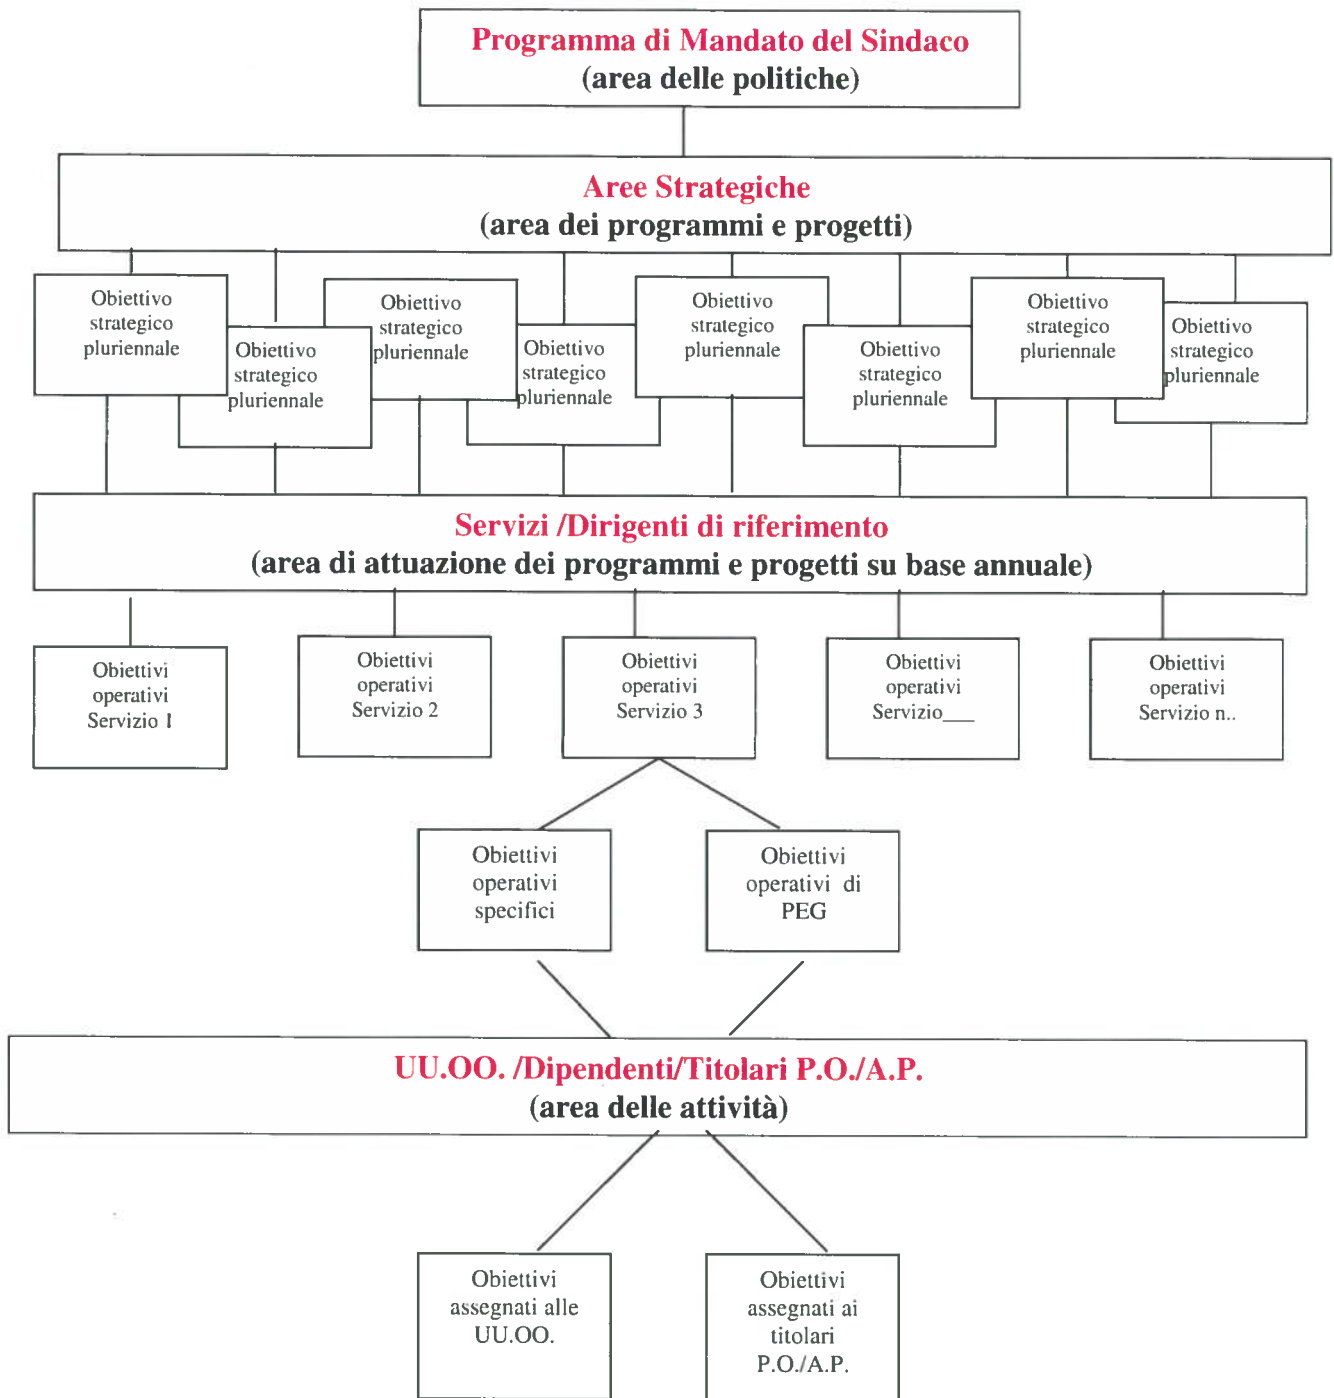 Programma di Mandato del Sindaco
(area delle politiche)
Aree Strategiche
(area dei programmi e progetti)
Obiettivo
strategico
pluriennale
Obiettivo
strategico
pluriennale
Obiettivo
strategico
pluriennale
Obiettivo
strategico
pluriennale
Obiettivo
strategico
pluriennale
Obiettivo
strategico
pluriennale
Obiettivo
strategico
pluriennale
Obiettivo
strategico
pluriennale
Servizi /Dirigenti di riferimento
(area di attuazione dei programmi e progetti su base annuale)
Obiettivi
operativi
Servizio 1
Obiettivi
operativi
Servizio 2
Obiettivi
operativi
Servizio 3
Obiettivi
operativi
Servizio___
Obiettivi
operativi
Servizio n..
Obiettivi
operativi
specifici
Obiettivi
operativi di
PEG
UU.OO. /Dipendenti/Titolari P.O./A.P.
(area delle attività)
Obiettivi
assegnati alle
UU.OO.
Obiettivi
assegnati ai
titolari
P.O./A.P.